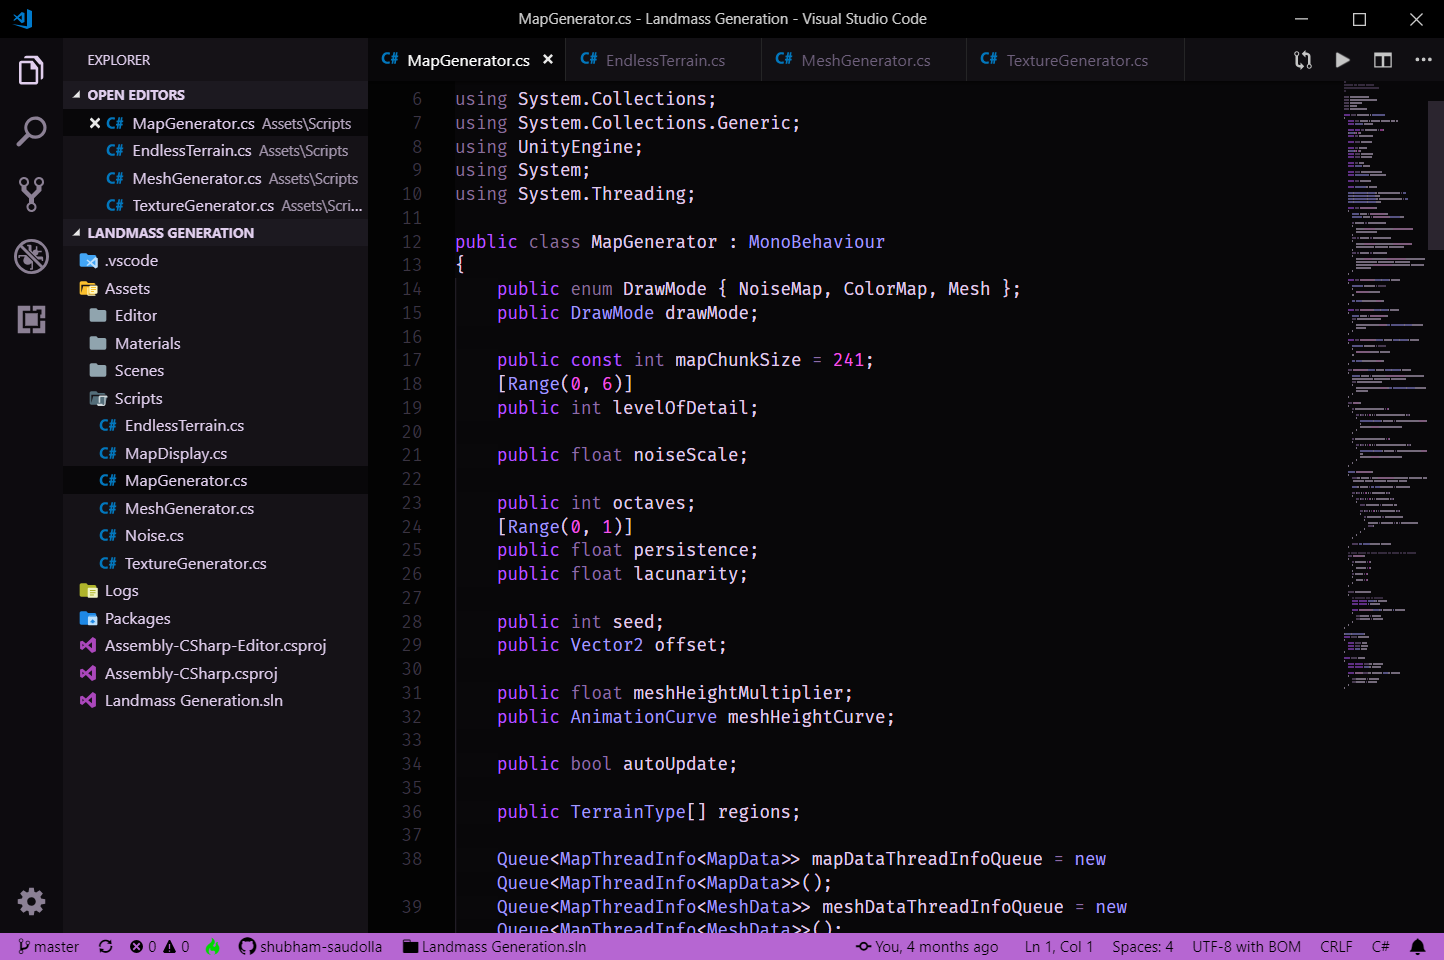 MapGenerator.cs - Landmass Generation - Visual Studio Code
EXPLORER
OPEN EDITORS
C# MapGenerator.cs Assets\Scripts
C# EndlessTerrain.cs Assets\Scripts
C# MeshGenerator.cs Assets\Scripts
C# TextureGenerator.cs Assets\Scri...
LANDMASS GENERATION
.vscode
Assets
Editor
Materials
Scenes
Scripts
C# EndlessTerrain.cs
C# MapDisplay.cs
C# MapGenerator.cs
C# MeshGenerator.cs
C# Noise.cs
C# TextureGenerator.cs
Logs
Packages
Assembly-CSharp-Editor.csproj
Assembly-CSharp.csproj
Landmass Generation.sln
C# MapGenerator.cs C# EndlessTerrain.cs C# MeshGenerator.cs C# TextureGenerator.cs
6 using System.Collections;
7 using System.Collections.Generic;
8 using UnityEngine;
9 using System;
10 using System.Threading;
11
12 public class MapGenerator : MonoBehaviour
13 {
14 public enum DrawMode { NoiseMap, ColorMap, Mesh };
15 public DrawMode drawMode;
16
17 public const int mapChunkSize = 241;
18 [Range(0, 6)]
19 public int levelOfDetail;
20
21 public float noiseScale;
22
23 public int octaves;
24 [Range(0, 1)]
25 public float persistence;
26 public float lacunarity;
27
28 public int seed;
29 public Vector2 offset;
30
31 public float meshHeightMultiplier;
32 public AnimationCurve meshHeightCurve;
33
34 public bool autoUpdate;
35
36 public TerrainType[] regions;
37
38 Queue<MapThreadInfo<MapData>> mapDataThreadInfoQueue = new
Queue<MapThreadInfo<MapData>>();
39 Queue<MapThreadInfo<MeshData>> meshDataThreadInfoQueue = new
Queue<MapThreadInfo<MeshData>>();
master 0 0 shubham-saudolla Landmass Generation.sln You, 4 months ago Ln 1, Col 1 Spaces: 4 UTF-8 with BOM CRLF C#